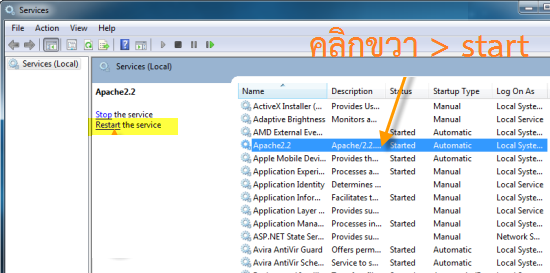 Services
File Action View Help
คลิกขวา > start
Services (Local)
Services (Local)
Apache2.2
Stop the service
Restart the service
Name Description Status Startup Type Log On As
ActiveX Installer (... Provides Us... Manual Local Syste...
Adaptive Brightness Monitors a... Manual Local Service
AMD External Eve... Started Automatic Local Syste...
Apache2.2 Apache/2.2.... Started Automatic Local Syste...
Apple Mobile Devi... Provides th... Started Automatic Local Syste...
Application Experi... Processes a... Started Manual Local Syste...
Application Identity Determines ... Manual Local Service
Application Infor... Facilitates t... Started Manual Local Syste...
Application Layer ... Provides su... Manual Local Service
Application Mana... Processes in... Started Manual Local Syste...
ASP.NET State Ser... Provides su... Manual Network S...
Avira AntiVir Guard Offers perm... Started Automatic Local Syste...
Avira AntiVir Sche... Service to s... Started Automatic Local Syste...